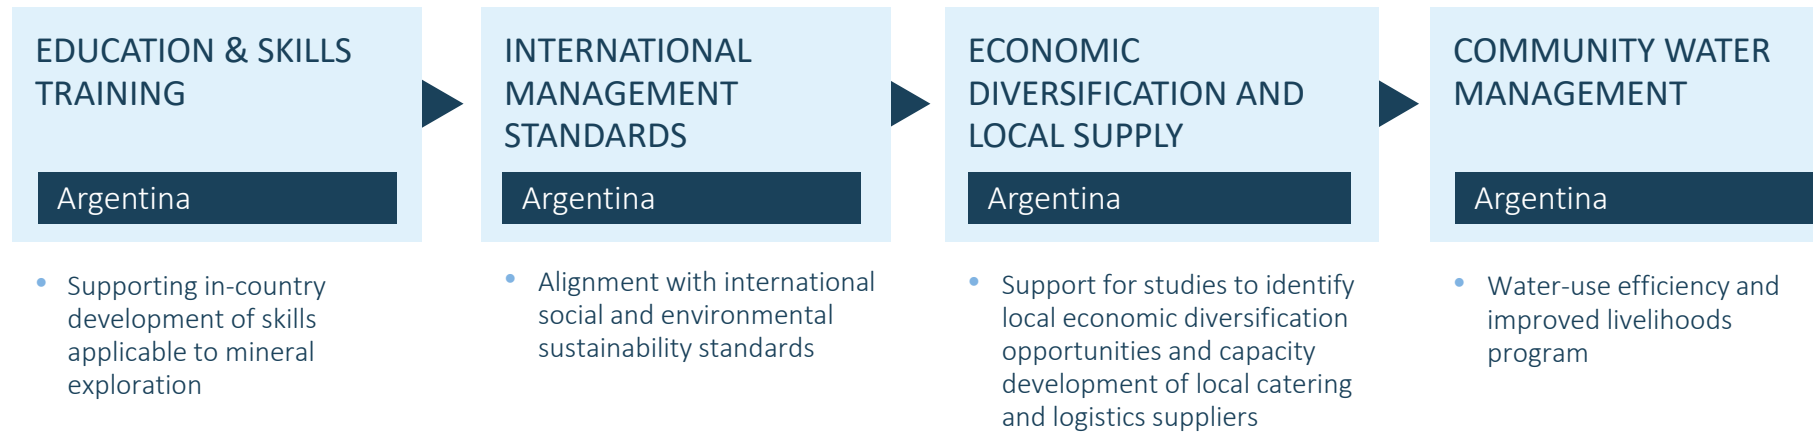 EDUCATION & SKILLS
TRAINING
Argentina
• Supporting in-country
development of skills
applicable to mineral
exploration
INTERNATIONAL
MANAGEMENT
STANDARDS
Argentina
• Alignment with international
social and environmental
sustainability standards
ECONOMIC
DIVERSIFICATION AND
LOCAL SUPPLY
Argentina
• Support for studies to identify
local economic diversification
opportunities and capacity
development of local catering
and logistics suppliers
COMMUNITY WATER
MANAGEMENT
Argentina
• Water-use efficiency and
improved livelihoods
program